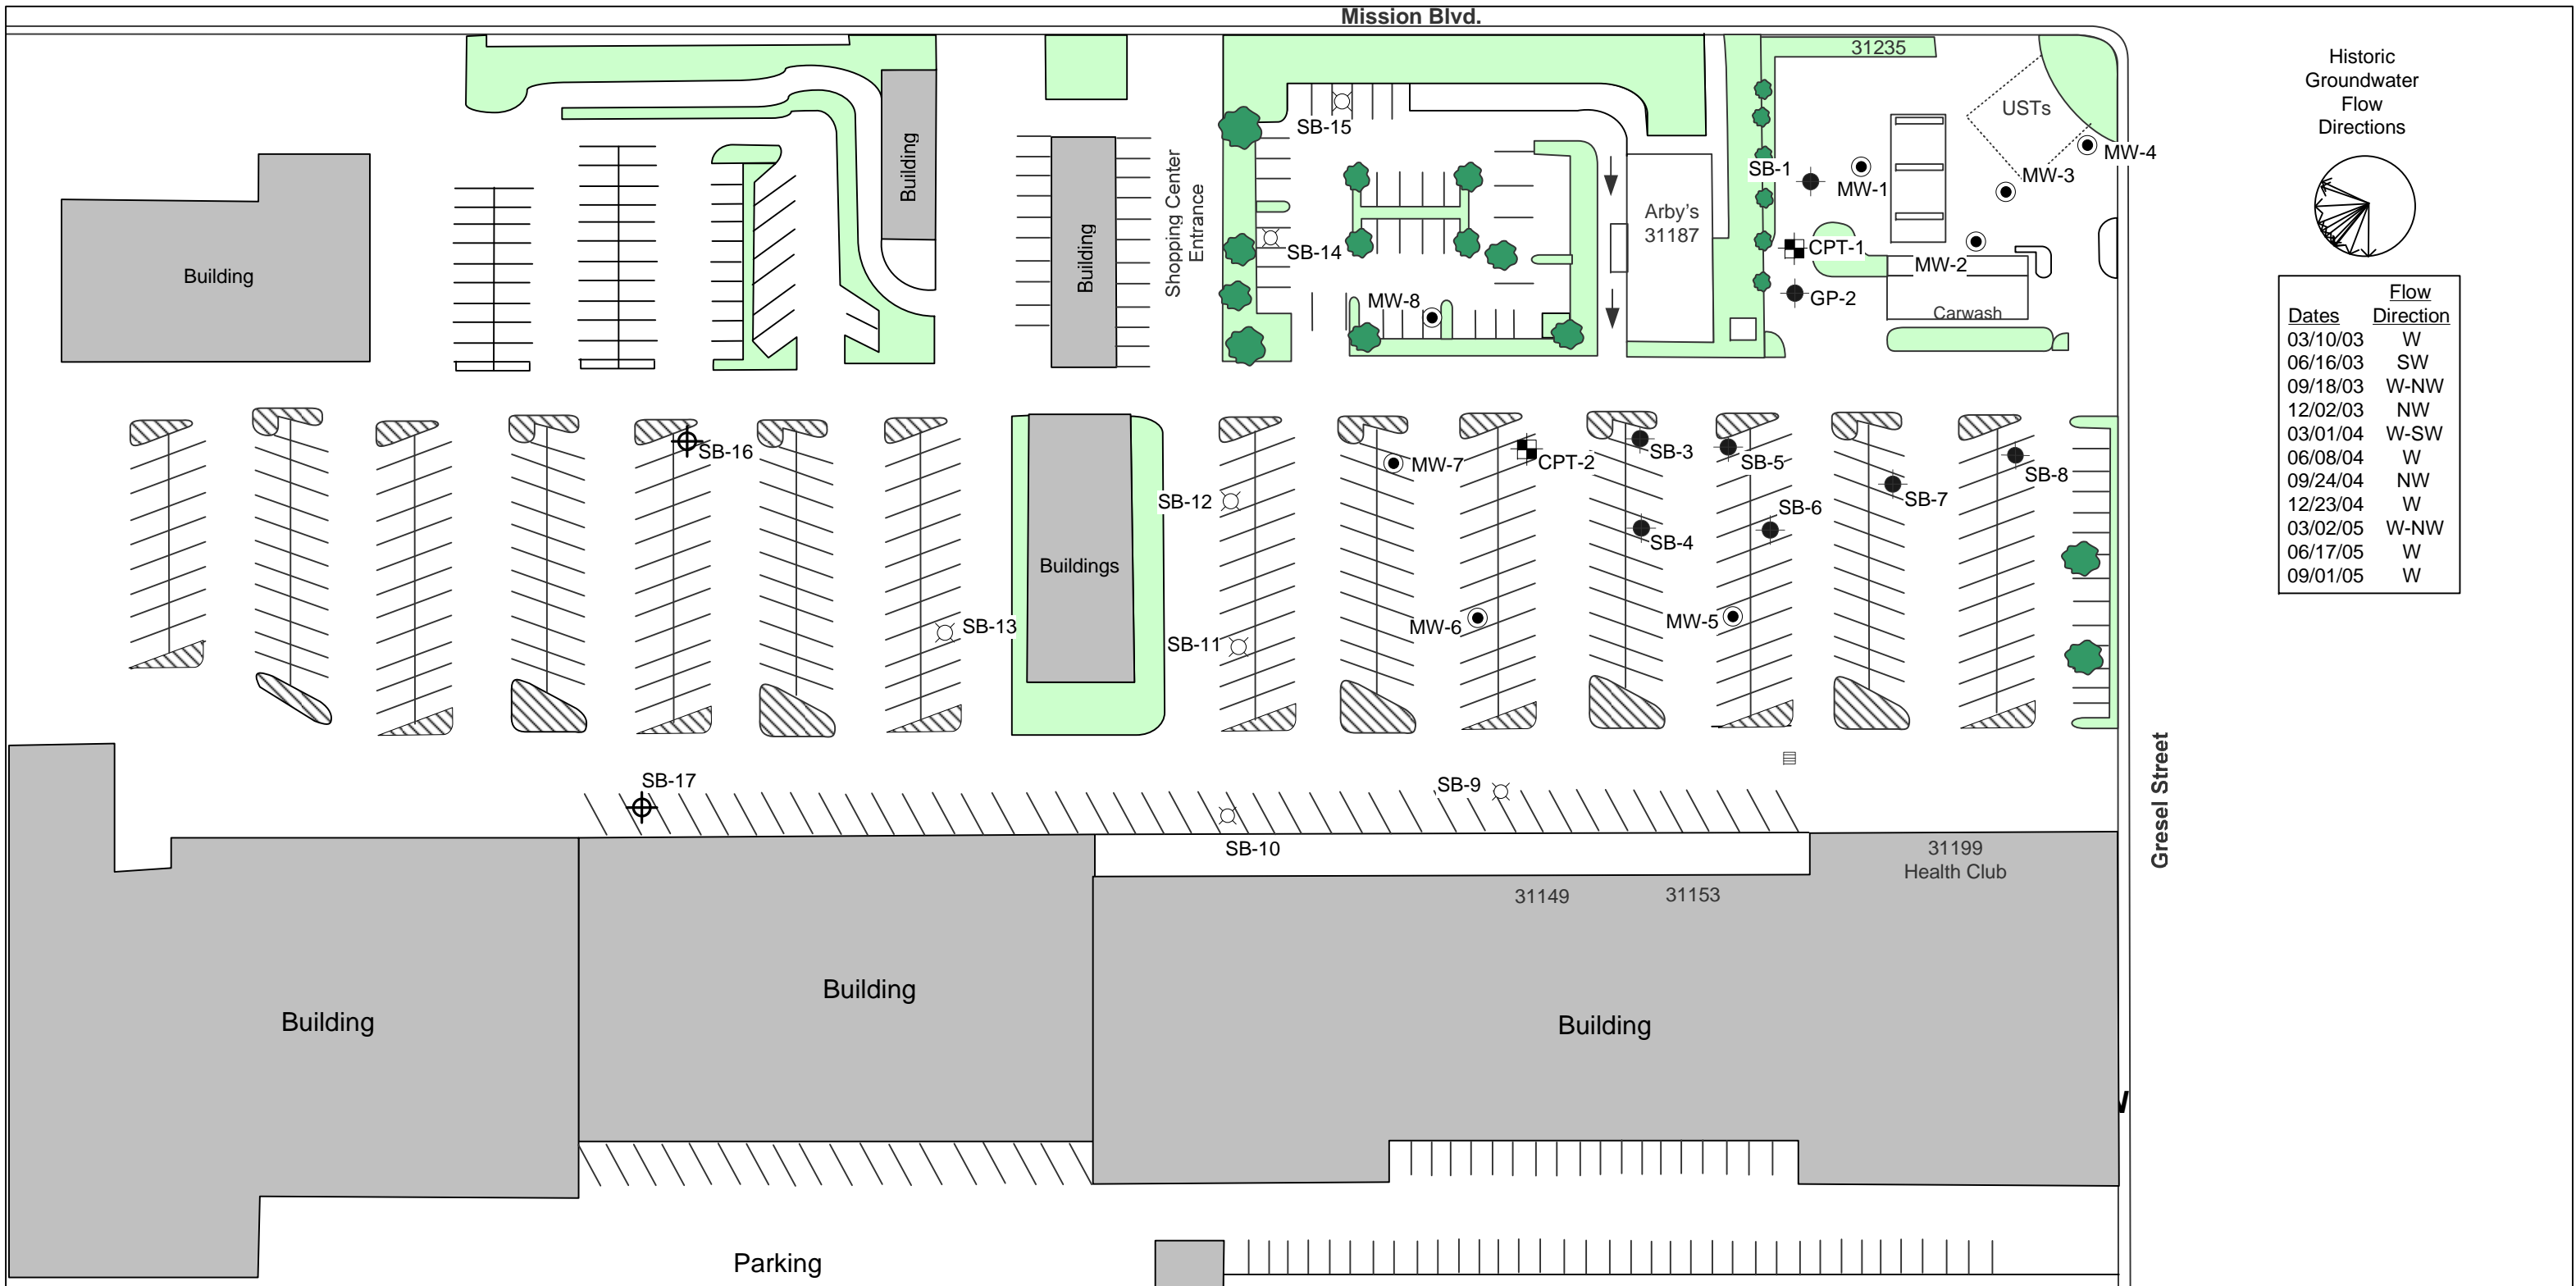 Mission Blvd.
31235
Historic
Groundwater
Flow
Directions
USTs
SB-15
MW-4
SB-1
MW-1
MW-3
Building
Shopping Center
Entrance
Arby's
31187
SB-14
CPT-1
MW-2
Building
Building
GP-2
MW-8
Carwash
Flow
Dates Direction
03/10/03 W
06/16/03 SW
09/18/03 W-NW
12/02/03 NW
03/01/04 W-SW
06/08/04 W
09/24/04 NW
12/23/04 W
03/02/05 W-NW
06/17/05 W
09/01/05 W
SB-16
MW-7
CPT-2
SB-3
SB-5
SB-8
SB-12
SB-7
SB-6
SB-4
Buildings
SB-13
MW-6
MW-5
SB-11
SB-17
SB-9
Gresel Street
SB-10
31199
Health Club
31149
31153
Building
Building
Building
Parking